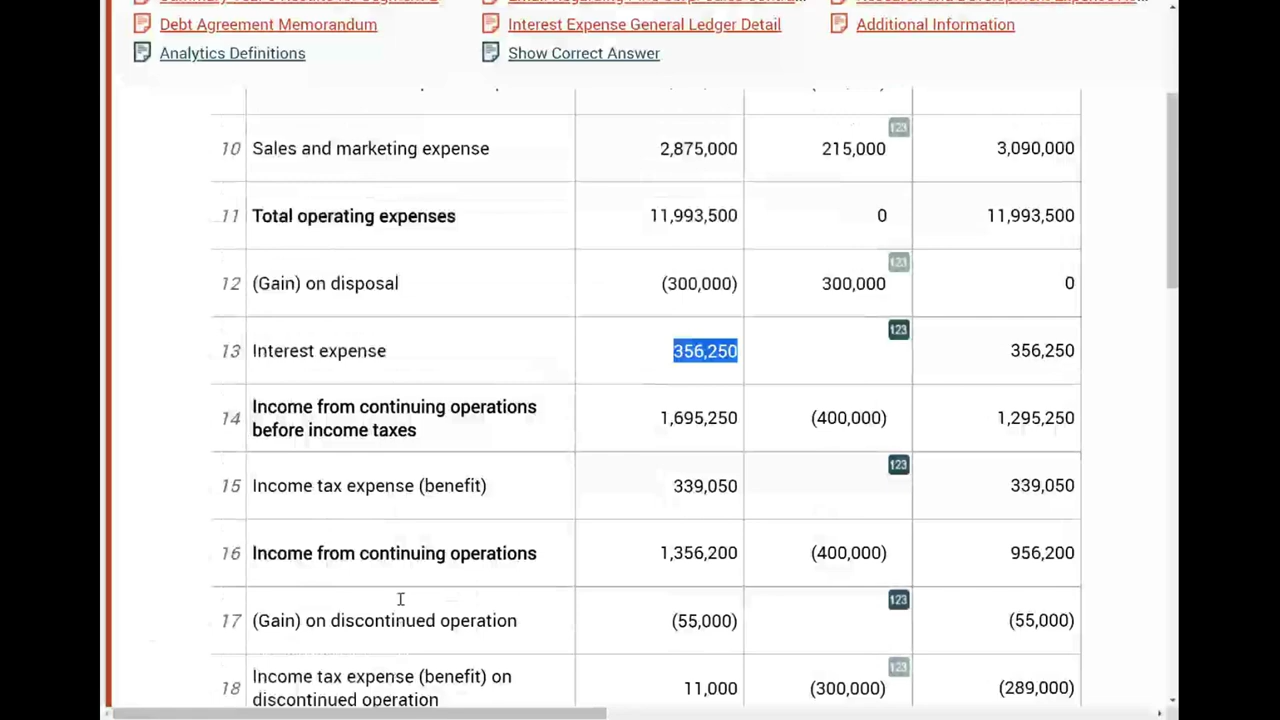 Debt Agreement Memorandum Interest Expense General Ledger Detail Additional Information
Analytics Definitions Show Correct Answer
123
10 Sales and marketing expense 2,875,000 215,000 3,090,000
11 Total operating expenses 11,993,500 0 11,993,500
123
12 (Gain) on disposal (300,000) 300,000 0
123
13 Interest expense 356,250 356,250
14 Income from continuing operations before income taxes 1,695,250 (400,000) 1,295,250
123
15 Income tax expense (benefit) 339,050 339,050
16 Income from continuing operations 1,356,200 (400,000) 956,200
123
17 (Gain) on discontinued operation (55,000) (55,000)
123
18 Income tax expense (benefit) on discontinued operation 11,000 (300,000) (289,000)